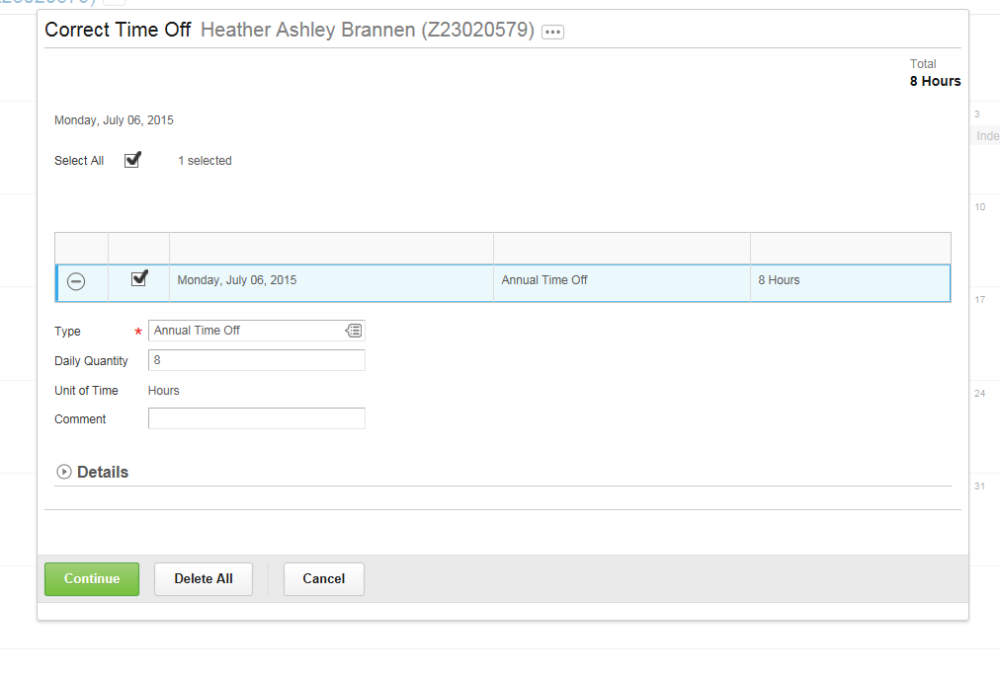 Correct Time Off Heather Ashley Brannen (Z23020579)
Total
8 Hours
Monday, July 06, 2015
Select All 1 selected
Monday, July 06, 2015 Annual Time Off 8 Hours
Type * Annual Time Off
Daily Quantity 8
Unit of Time Hours
Comment
Details
Continue Delete All Cancel
3
Inde
10
17
24
31